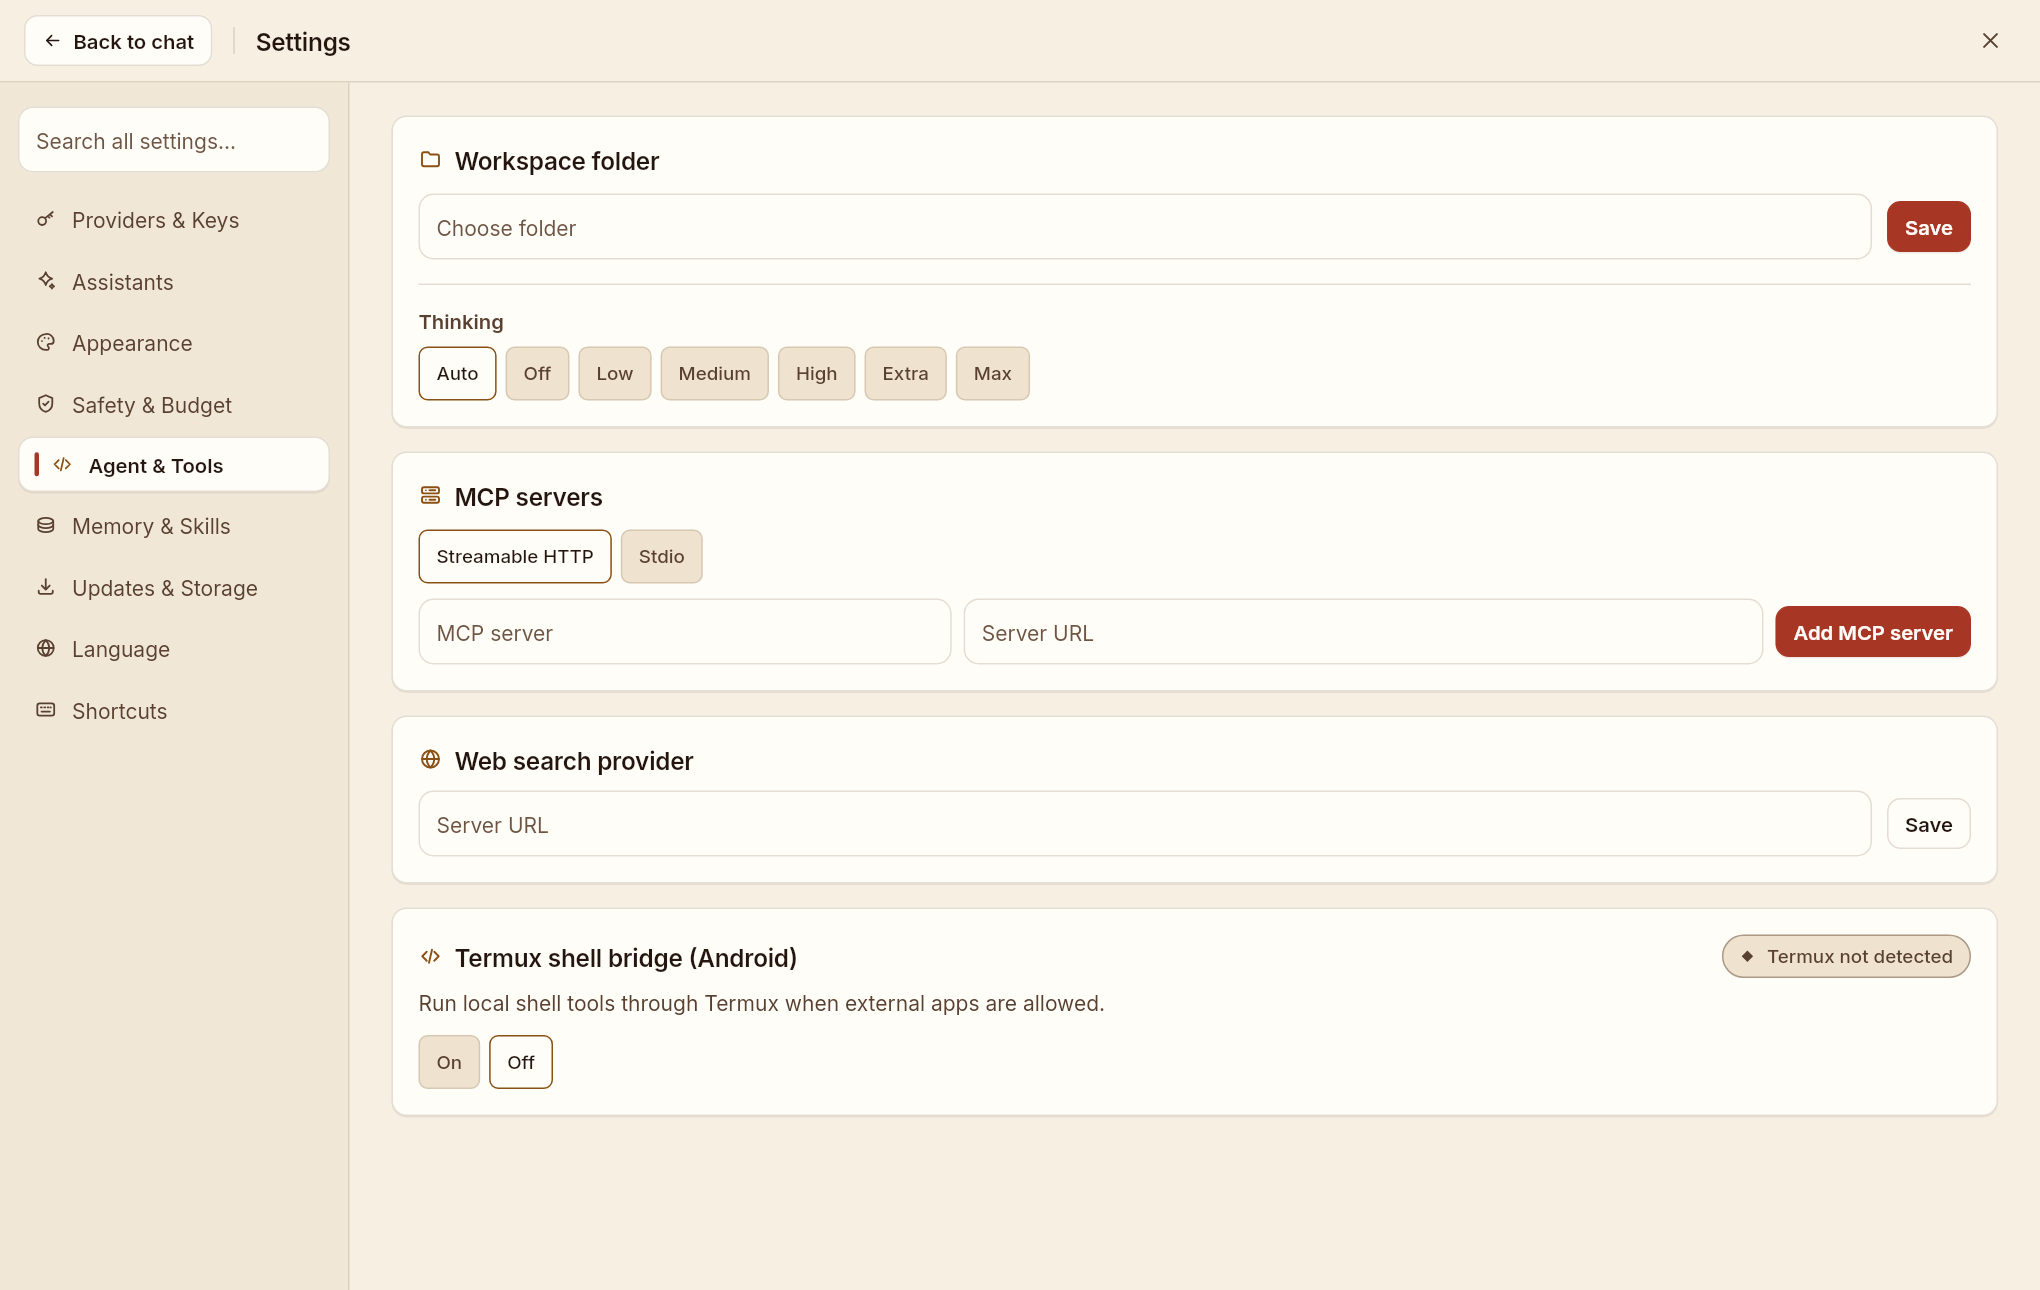 Back to chat
Settings
Search all settings...
Providers & Keys
Assistants
Appearance
Safety & Budget
Agent & Tools
Memory & Skills
Updates & Storage
Language
Shortcuts
Workspace folder
Choose folder
Save
Thinking
Auto
Off
Low
Medium
High
Extra
Max
MCP servers
Streamable HTTP
Stdio
MCP server
Server URL
Add MCP server
Web search provider
Server URL
Save
Termux shell bridge (Android)
Termux not detected
Run local shell tools through Termux when external apps are allowed.
On
Off